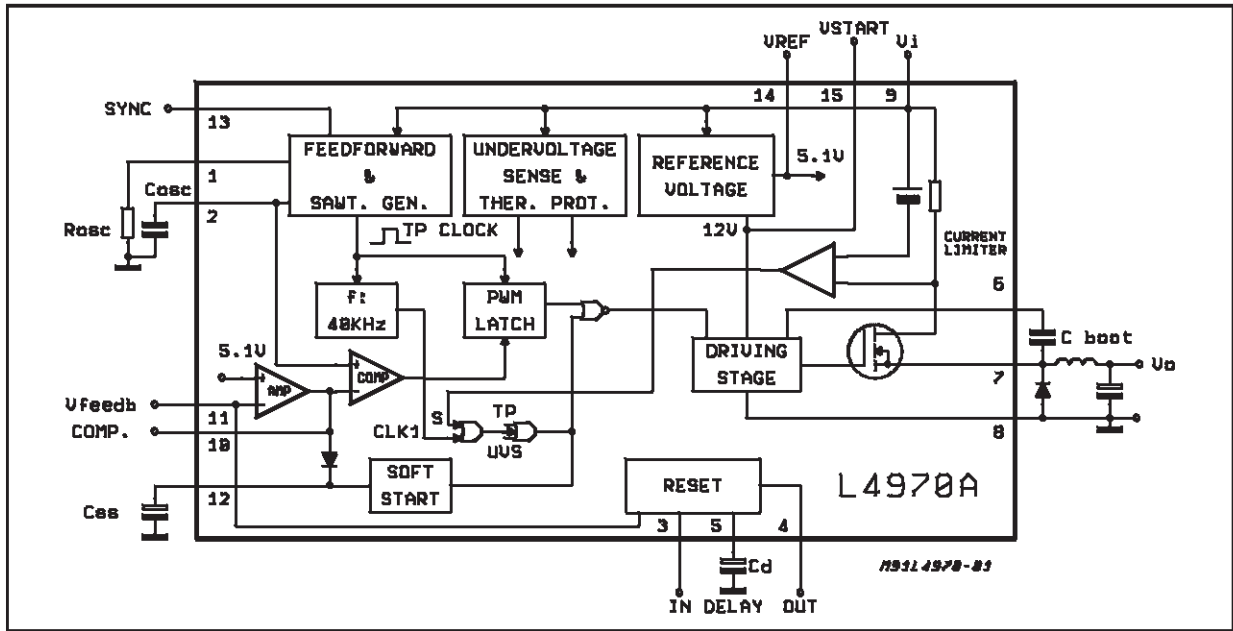 VSTART
VREF
Vi
14 15 9
SYNC
13
FEEDFORWARD
&
SAWT. GEN.
UNDERVOLTAGE
SENSE &
THER. PROT.
REFERENCE
VOLTAGE
5.1V
1
Cosc
2
Rosc
TP CLOCK
12V
CURRENT
LIMITER
6
f:
40KHz
PWM
LATCH
C boot
DRIVING
STAGE
Vo
7
5.1V
AMP
COMP
Vfeedb
11
COMP.
10
S
TP
CLK1
UVS
8
SOFT
START
12
Css
RESET
L4970A
3 5 4
Cd
M93L4970-03
IN DELAY OUT